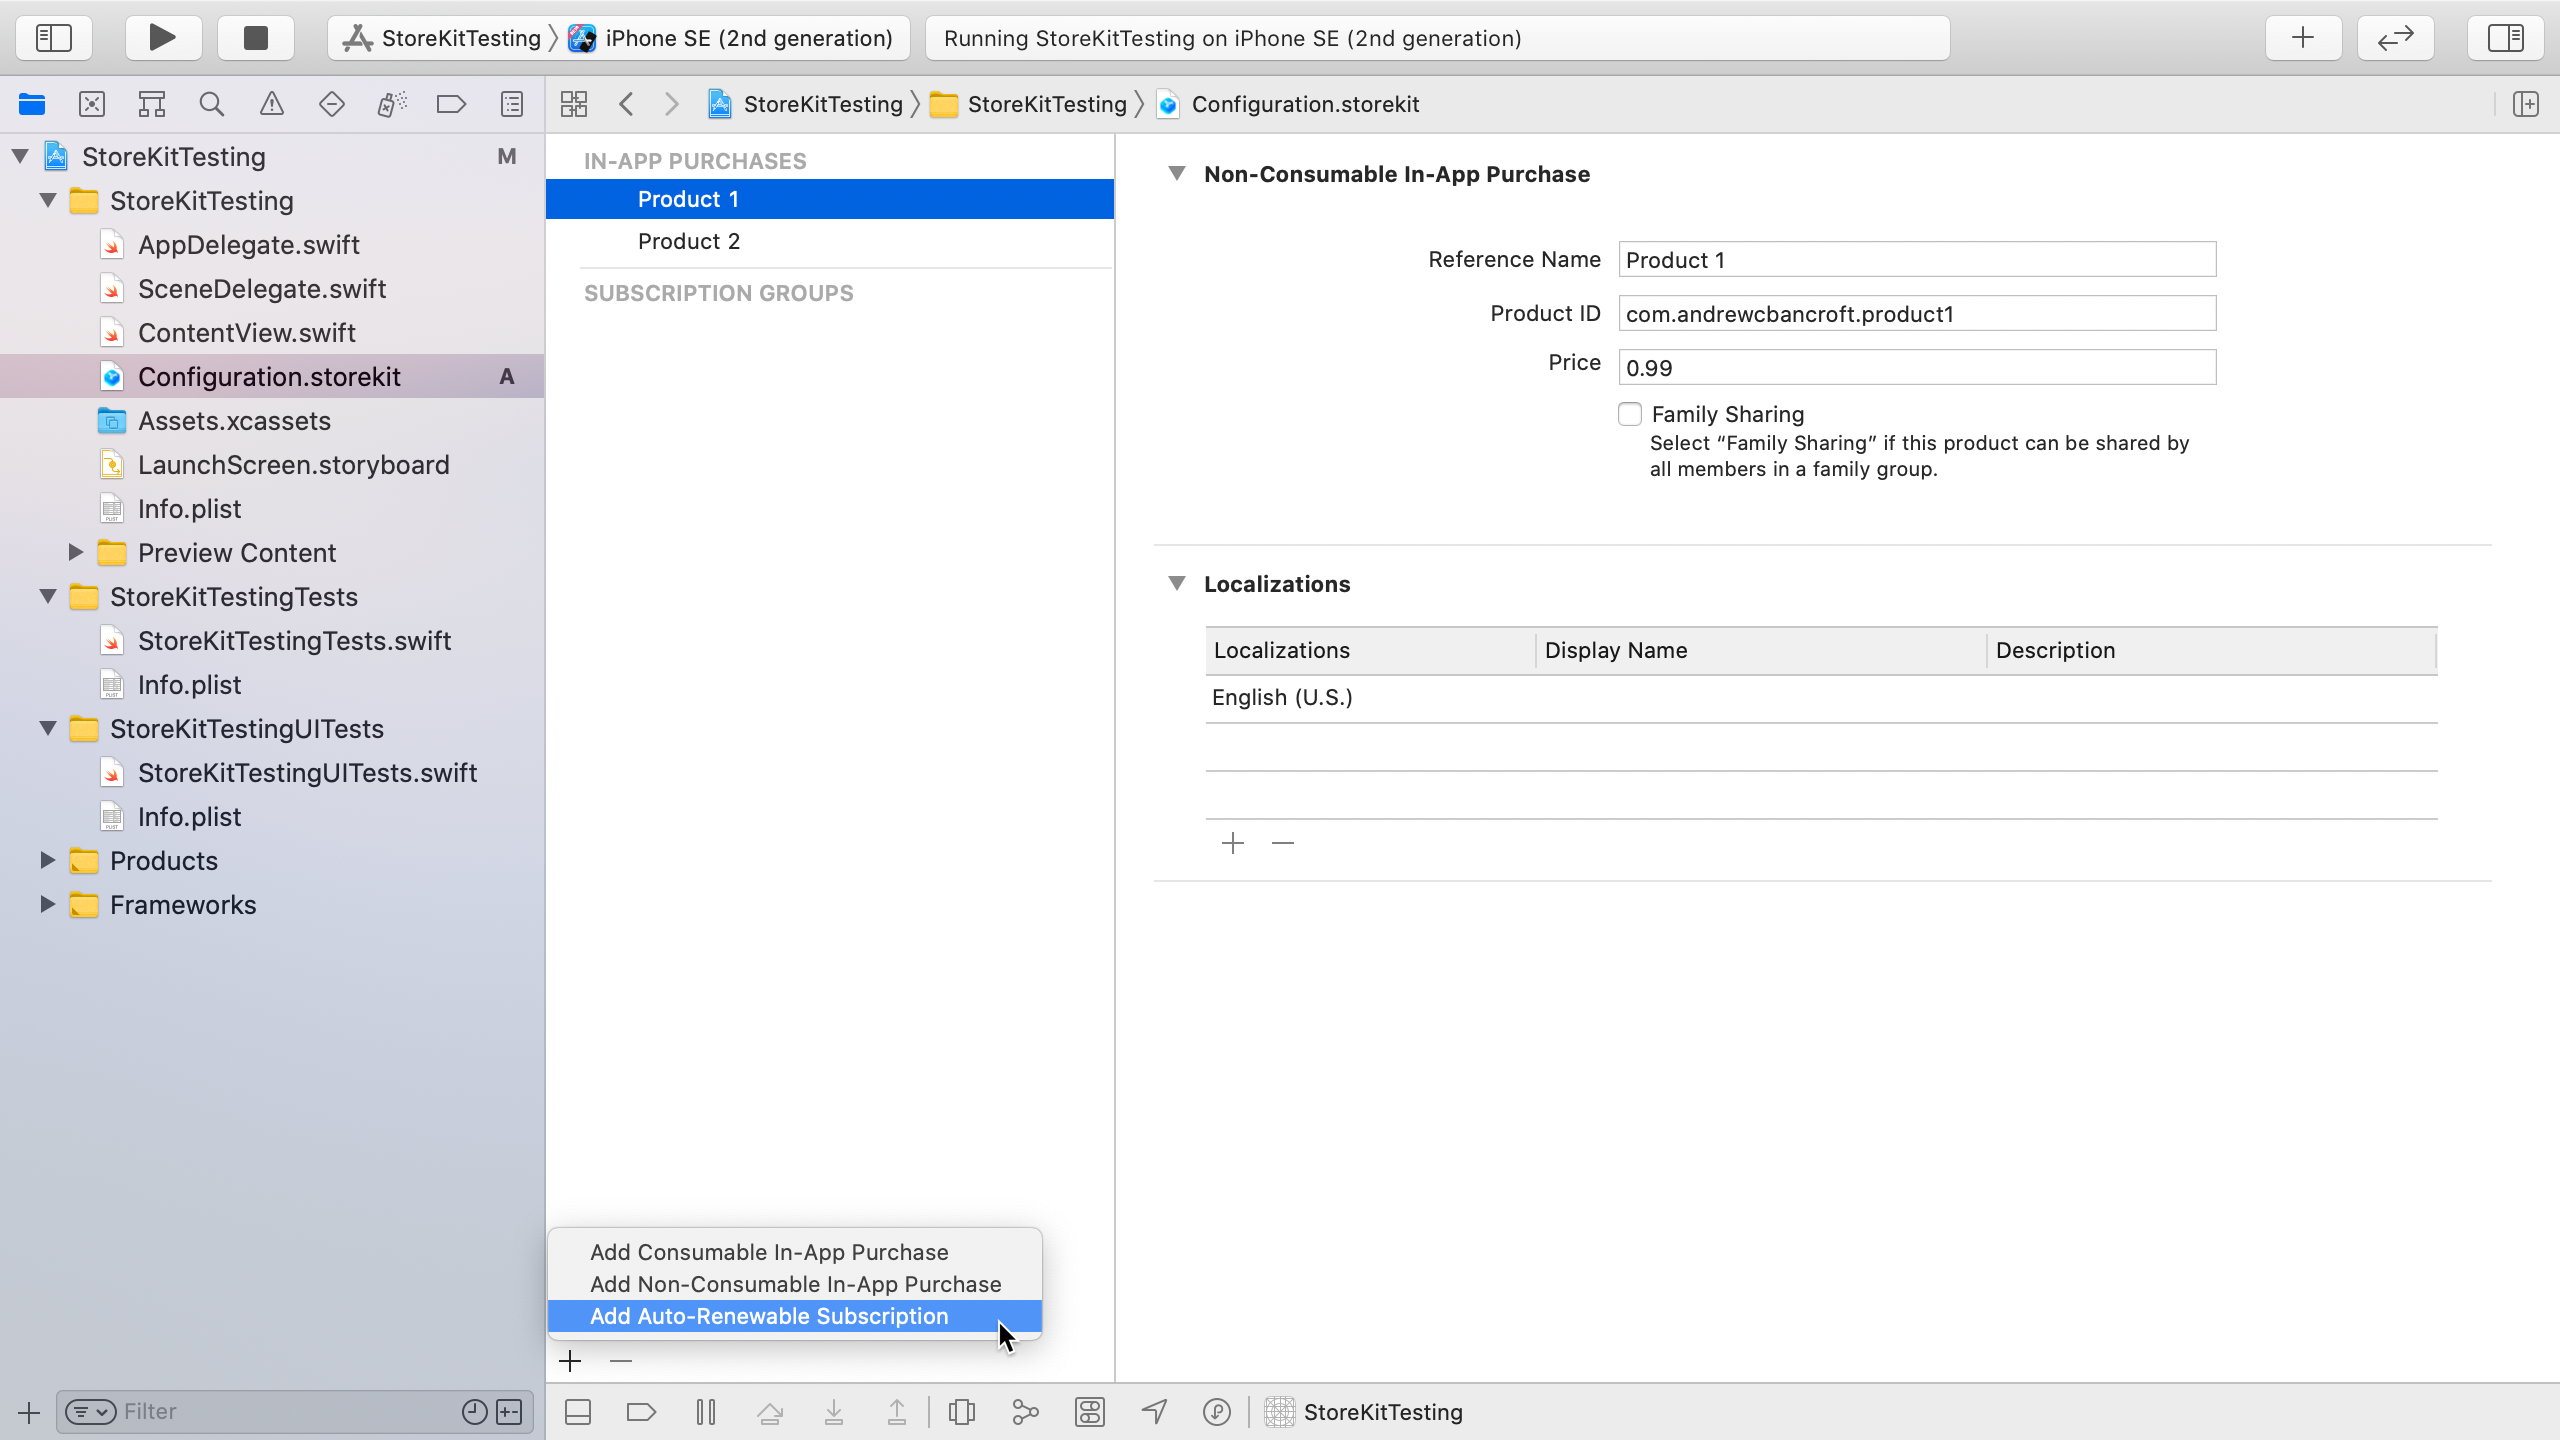 StoreKitTesting iPhone SE (2nd generation)
Running StoreKitTesting on iPhone SE (2nd generation)
StoreKitTesting StoreKitTesting Configuration.storekit
StoreKitTesting M
StoreKitTesting
AppDelegate.swift
SceneDelegate.swift
ContentView.swift
Configuration.storekit A
Assets.xcassets
LaunchScreen.storyboard
Info.plist
Preview Content
StoreKitTestingTests
StoreKitTestingTests.swift
Info.plist
StoreKitTestingUITests
StoreKitTestingUITests.swift
Info.plist
Products
Frameworks
Filter
IN-APP PURCHASES
Product 1
Product 2
SUBSCRIPTION GROUPS
Add Consumable In-App Purchase
Add Non-Consumable In-App Purchase
Add Auto-Renewable Subscription
Non-Consumable In-App Purchase
Reference Name Product 1
Product ID com.andrewcbancroft.product1
Price 0.99
Family Sharing
Select “Family Sharing” if this product can be shared by
all members in a family group.
Localizations
Localizations Display Name Description
English (U.S.)
StoreKitTesting